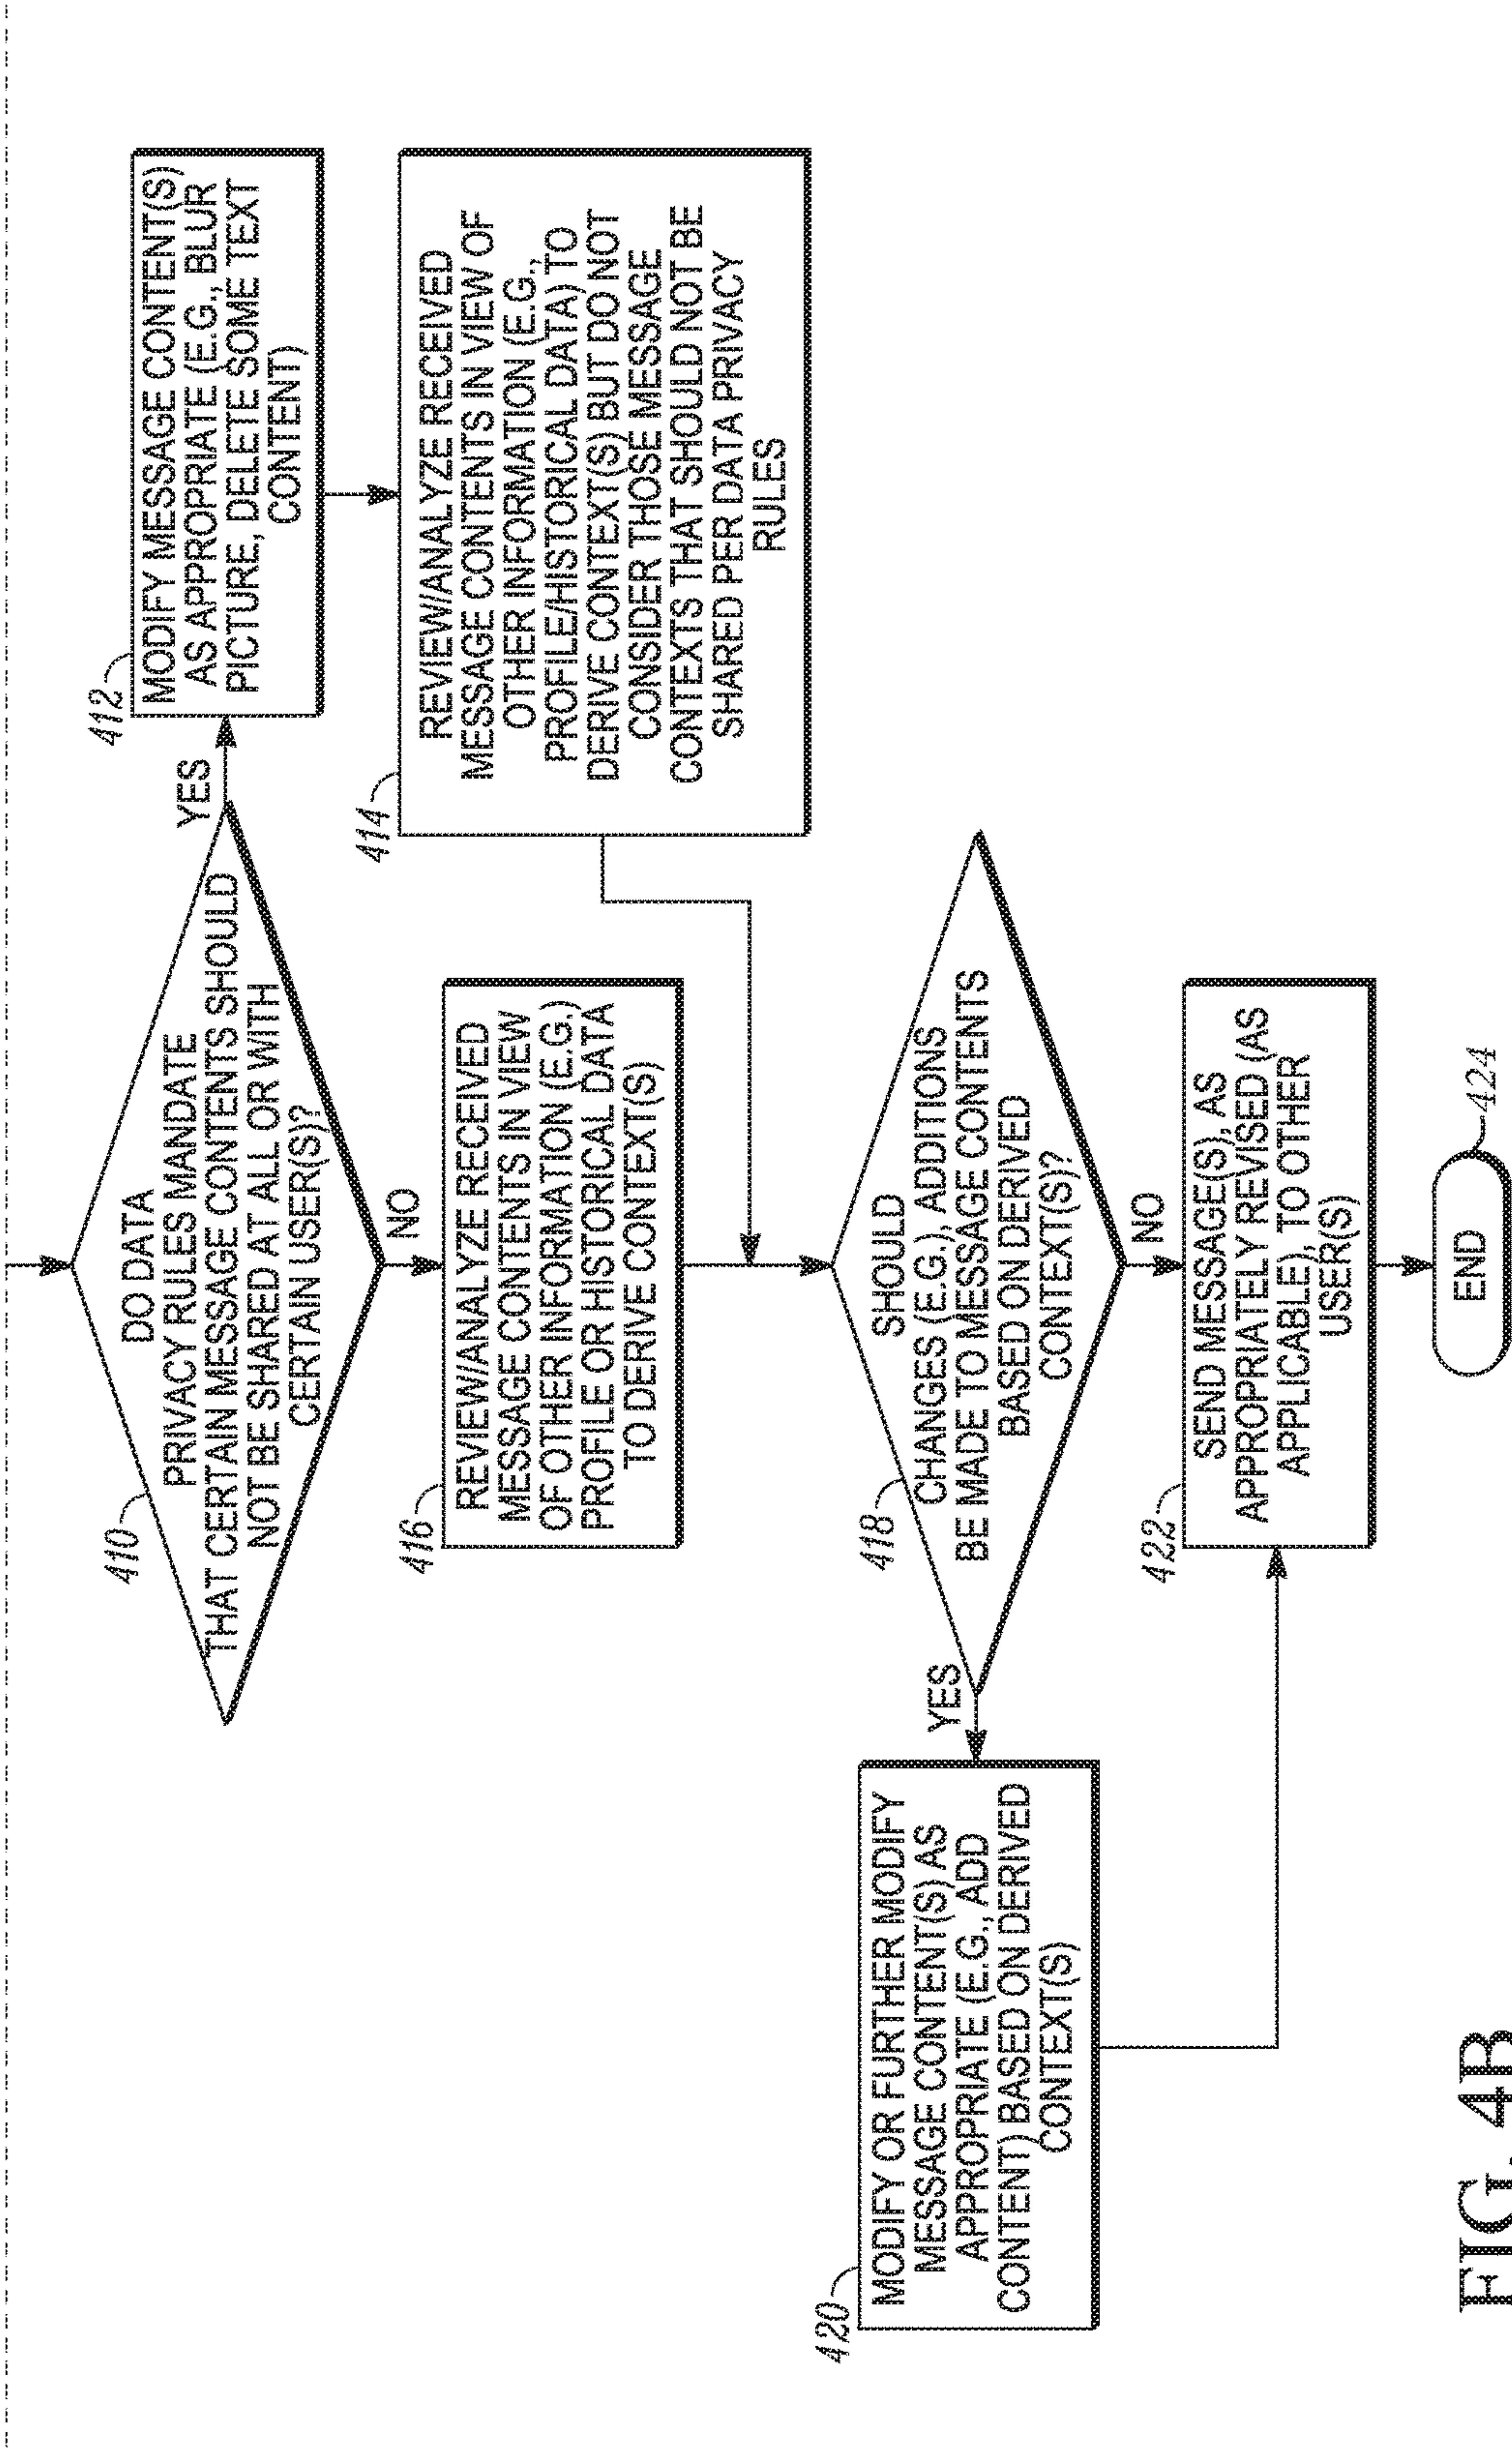 410
DO DATA
PRIVACY RULES MANDATE
THAT CERTAIN MESSAGE CONTENTS SHOULD
NOT BE SHARED AT ALL OR WITH
CERTAIN USER(S)?
YES
NO
412
MODIFY MESSAGE CONTENT(S)
AS APPROPRIATE (E.G., BLUR
PICTURE, DELETE SOME TEXT
CONTENT)
414
REVIEW/ANALYZE RECEIVED
MESSAGE CONTENTS IN VIEW OF
OTHER INFORMATION (E.G.,
PROFILE/HISTORICAL DATA) TO
DERIVE CONTEXT(S) BUT DO NOT
CONSIDER THOSE MESSAGE
CONTEXTS THAT SHOULD NOT BE
SHARED PER DATA PRIVACY
RULES
416
REVIEW/ANALYZE RECEIVED
MESSAGE CONTENTS IN VIEW
OF OTHER INFORMATION (E.G,)
PROFILE OR HISTORICAL DATA
TO DERIVE CONTEXT(S)
418
SHOULD
CHANGES (E.G.), ADDITIONS
BE MADE TO MESSAGE CONTENTS
BASED ON DERIVED
CONTEXT(S)?
YES
NO
420
MODIFY OR FURTHER MODIFY
MESSAGE CONTENT(S) AS
APPROPRIATE (E.G., ADD
CONTENT) BASED ON DERIVED
CONTEXT(S)
422
SEND MESSAGE(S), AS
APPROPRIATELY REVISED (AS
APPLICABLE), TO OTHER
USER(S)
END
424
FIG. 4B